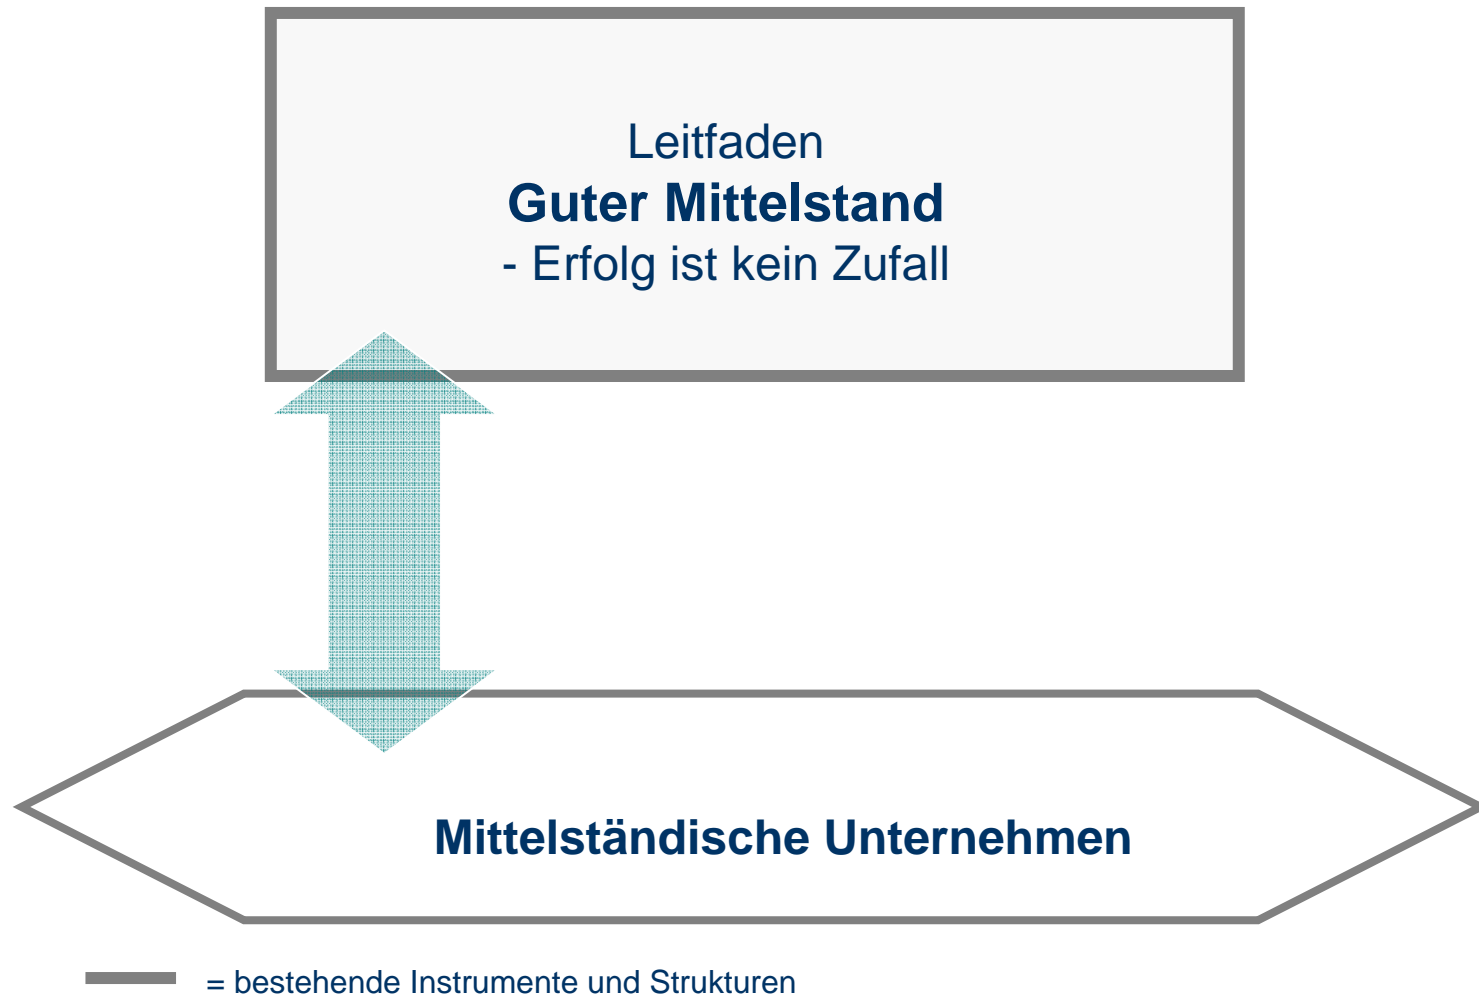 Leitfaden
Guter Mittelstand
- Erfolg ist kein Zufall
Mittelständische Unternehmen
= bestehende Instrumente und Strukturen